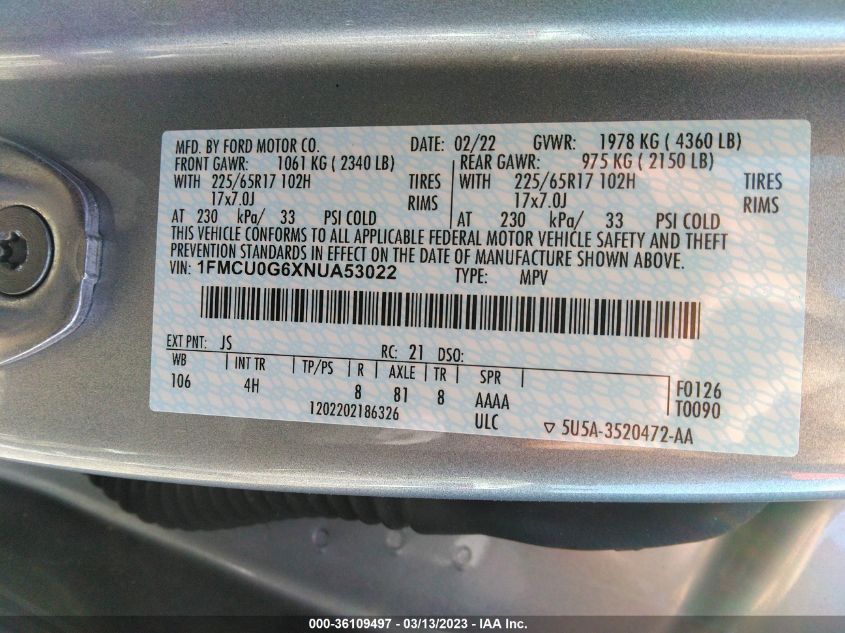 MFD. BY FORD MOTOR CO. DATE: 02/22 GVWR: 1978 KG ( 4360 LB)
FRONT GAWR: 1061 KG ( 2340 LB) REAR GAWR: 975 KG ( 2150 LB)
WITH 225/65R17 102H TIRES WITH 225/65R17 102H TIRES
17x7.0J RIMS 17x7.0J RIMS
AT 230 kPa/ 33 PSI COLD AT 230 kPa/ 33 PSI COLD
THIS VEHICLE CONFORMS TO ALL APPLICABLE FEDERAL MOTOR VEHICLE SAFETY AND THEFT
PREVENTION STANDARDS IN EFFECT ON THE DATE OF MANUFACTURE SHOWN ABOVE.
VIN: 1FMCU0G6XNUA53022 TYPE: MPV
EXT PNT: JS RC: 21 DSO:
WB INT TR TP/PS R AXLE TR SPR
106 4H 8 81 8 AAAA F0126
1202202186326 ULC T0090
▽ 5U5A-3520472-AA
000-36109497 — 03/13/2023 — IAA Inc.